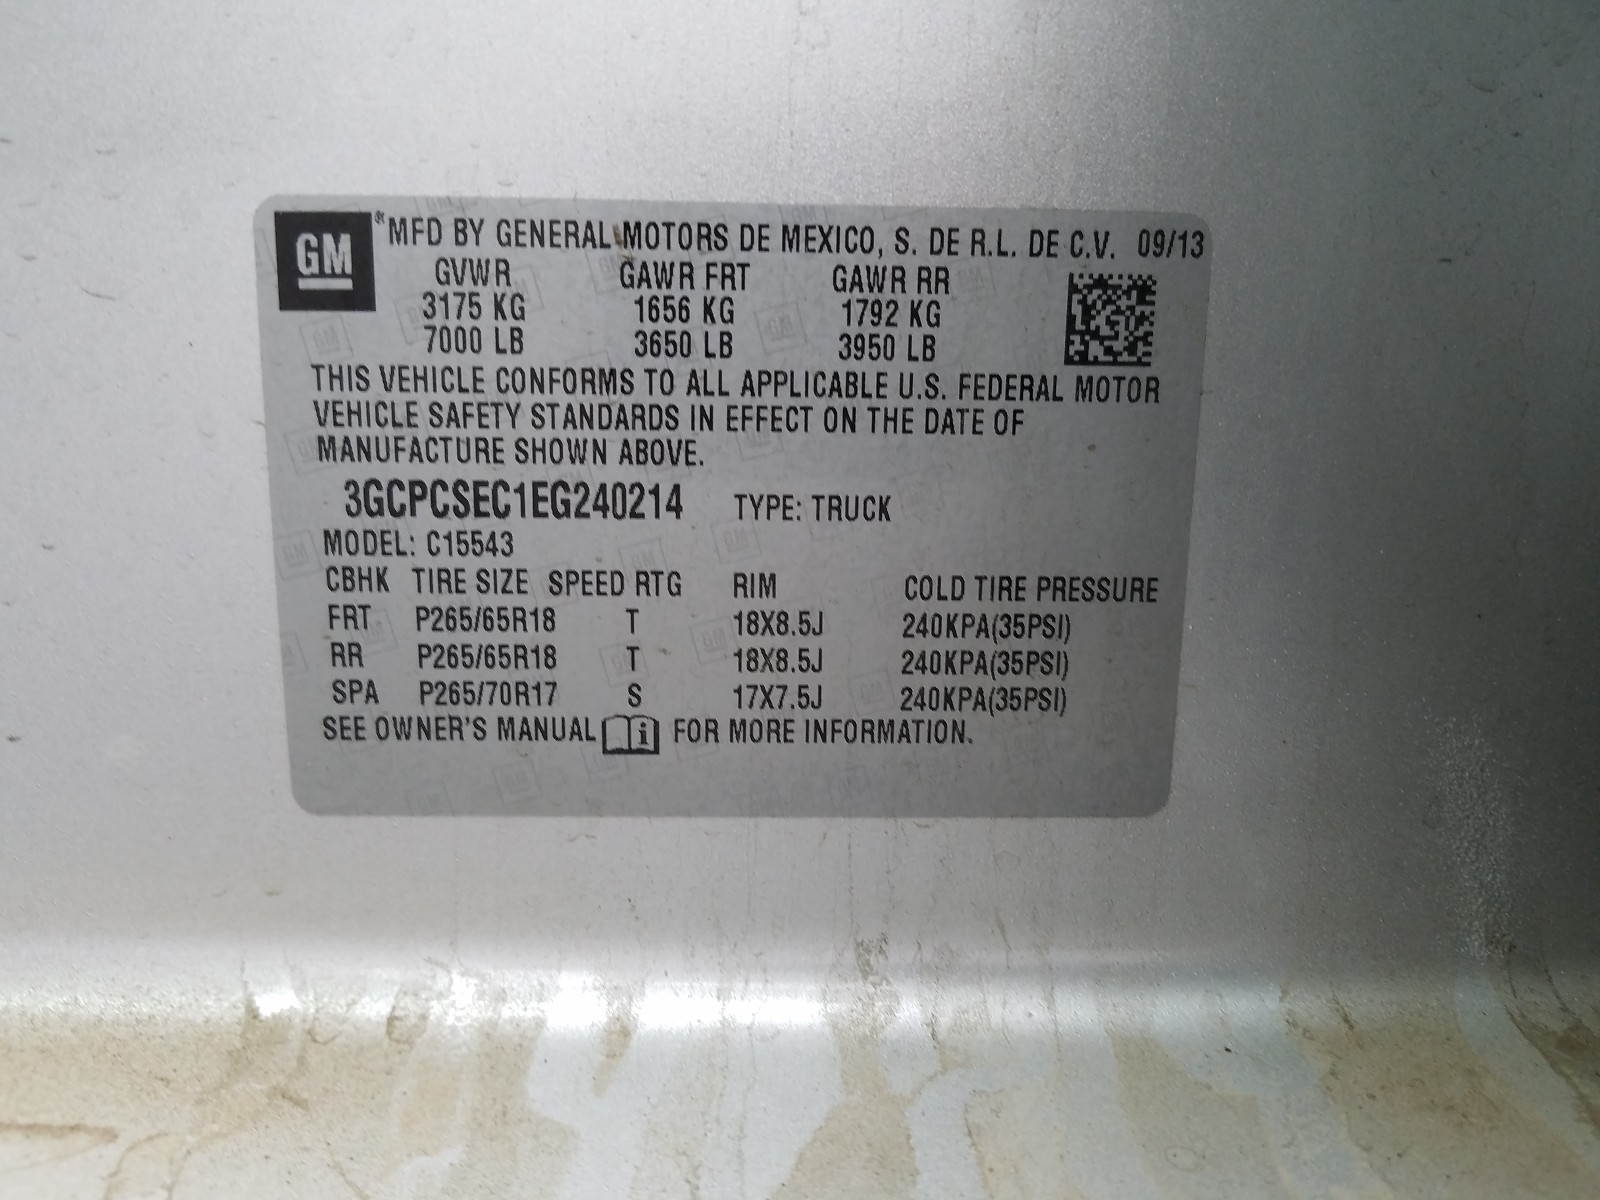 GM ® MFD BY GENERAL MOTORS DE MEXICO, S. DE R.L. DE C.V. 09/13
GVWR GAWR FRT GAWR RR
3175 KG 1656 KG 1792 KG
7000 LB 3650 LB 3950 LB
THIS VEHICLE CONFORMS TO ALL APPLICABLE U.S. FEDERAL MOTOR
VEHICLE SAFETY STANDARDS IN EFFECT ON THE DATE OF
MANUFACTURE SHOWN ABOVE.
3GCPCSEC1EG240214 TYPE: TRUCK
MODEL: C15543
CBHK TIRE SIZE SPEED RTG RIM COLD TIRE PRESSURE
FRT P265/65R18 T 18X8.5J 240KPA(35PSI)
RR P265/65R18 T 18X8.5J 240KPA(35PSI)
SPA P265/70R17 S 17X7.5J 240KPA(35PSI)
SEE OWNER'S MANUAL i FOR MORE INFORMATION.